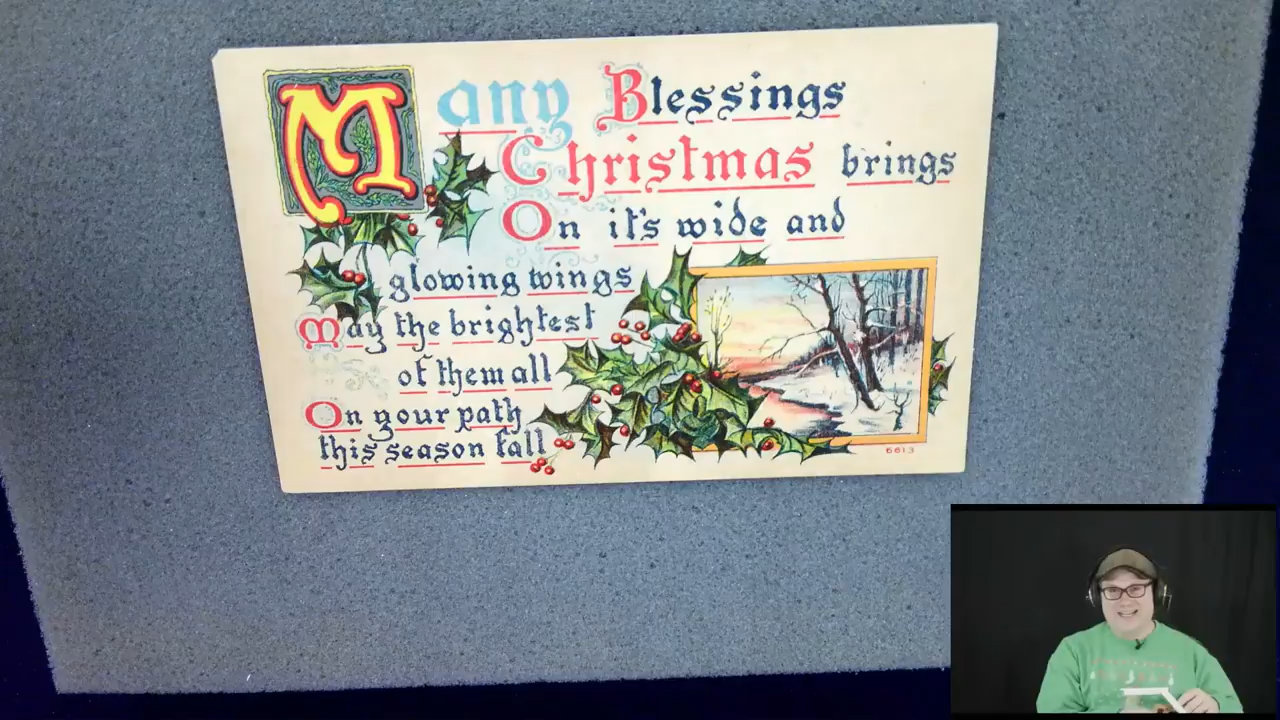 Many Blessings
Christmas brings
On it's wide and
glowing wings
May the brightest
of them all
On your path
this season fall
6613